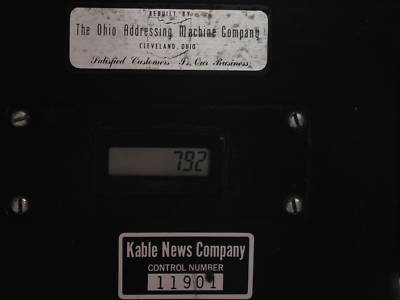 REBUILT BY
The Ohio Addressing Machine Company
CLEVELAND, OHIO
Satisfied Customers Is Our Business
792
Kable News Company
CONTROL NUMBER
11901